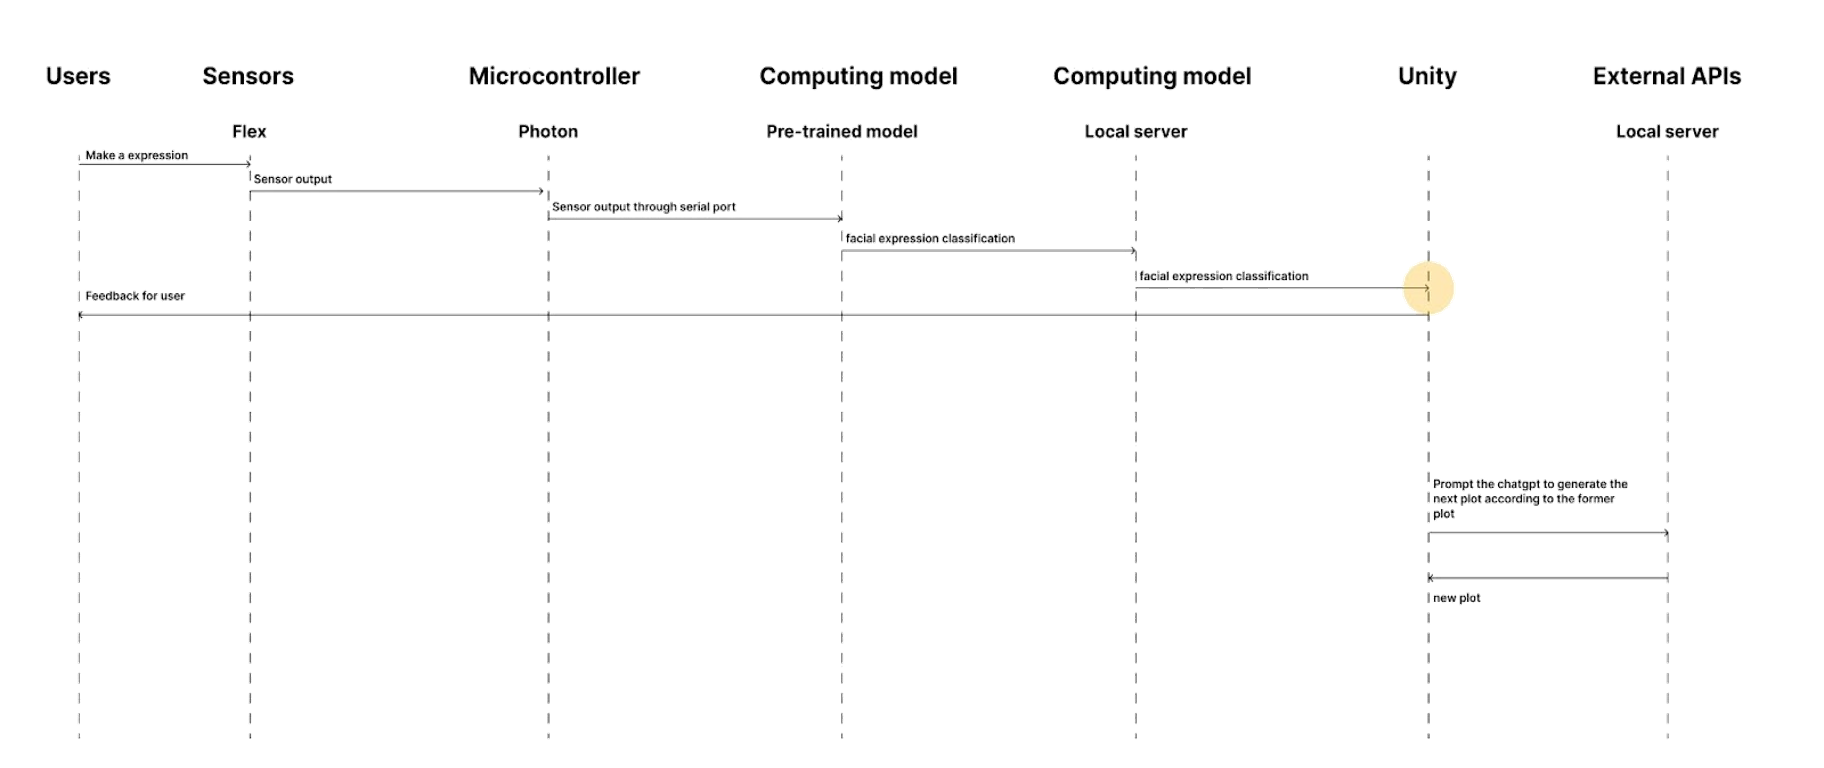 Users
Sensors
Microcontroller
Computing model
Computing model
Unity
External APIs
Flex
Photon
Pre-trained model
Local server
Local server
Make a expression
Sensor output
Sensor output through serial port
facial expression classification
facial expression classification
Feedback for user
Prompt the chatgpt to generate the
next plot according to the former
plot
new plot